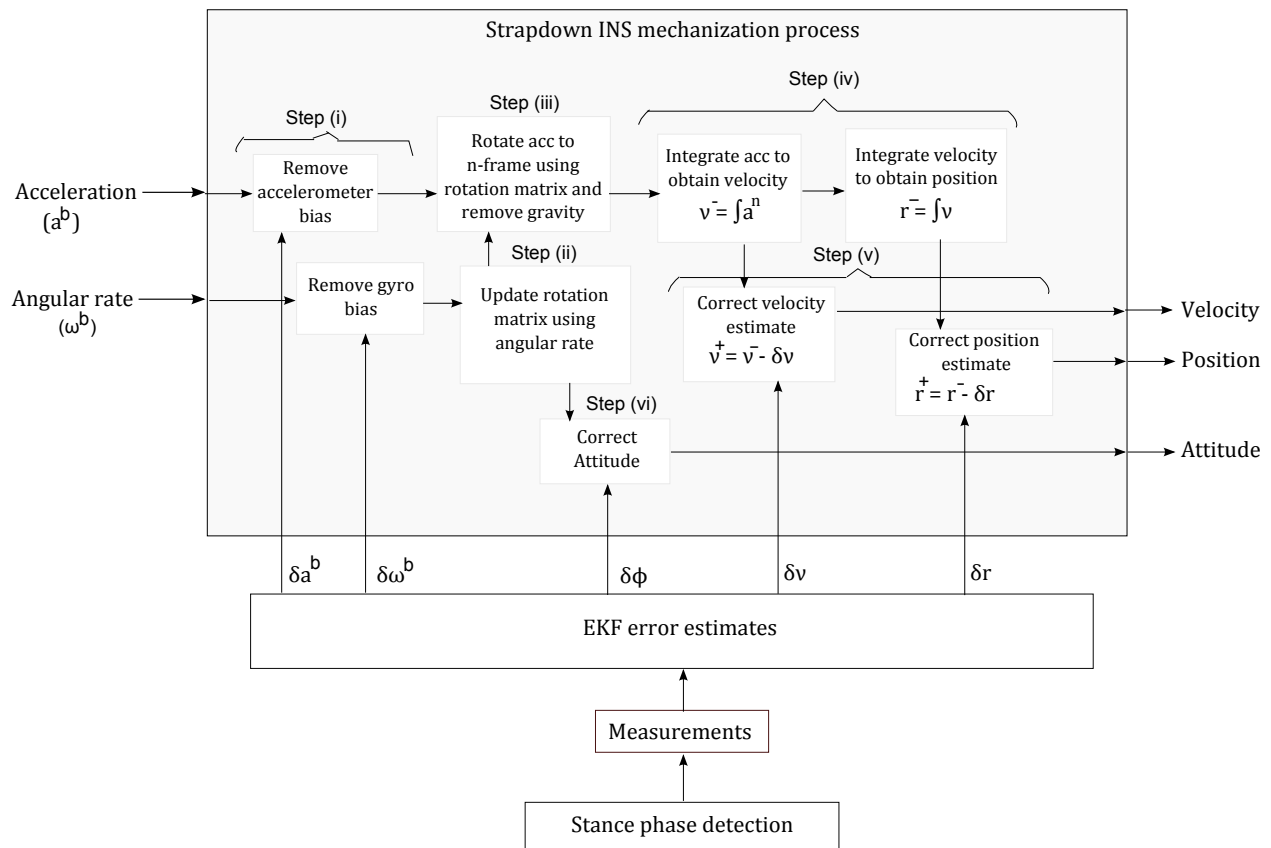 Strapdown INS mechanization process
Step (i)
Step (iii)
Step (iv)
Acceleration
(aᵇ)
Remove
accelerometer
bias
Rotate acc to
n-frame using
rotation matrix and
remove gravity
Integrate acc to
obtain velocity
ν⁻ = ∫aⁿ
Integrate velocity
to obtain position
r⁻ = ∫ν
Angular rate
(ωᵇ)
Remove gyro
bias
Step (ii)
Update rotation
matrix using
angular rate
Step (v)
Correct velocity
estimate
ν⁺ = ν⁻ - δν
Correct position
estimate
r⁺ = r⁻ - δr
Velocity
Position
Step (vi)
Correct
Attitude
Attitude
δaᵇ
δωᵇ
δϕ
δν
δr
EKF error estimates
Measurements
Stance phase detection